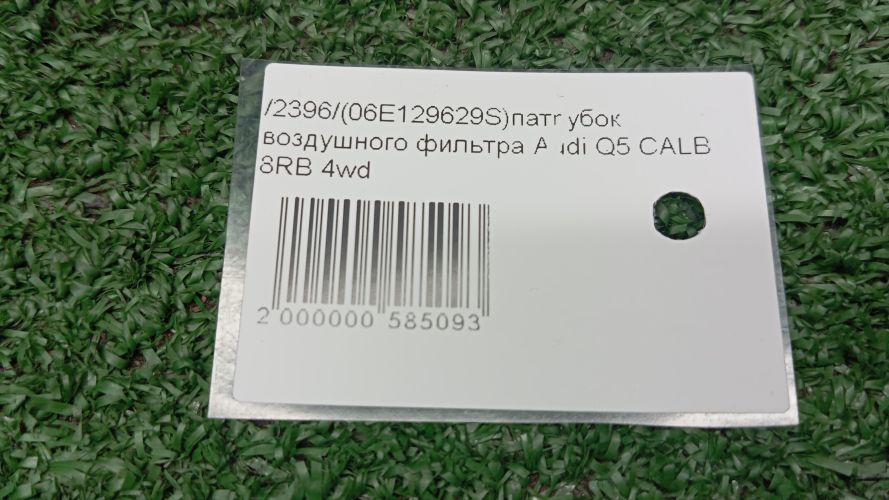 /2396/(06E129629S)патрубок
воздушного фильтра Audi Q5 CALB
8RB 4wd
2 000000 585093